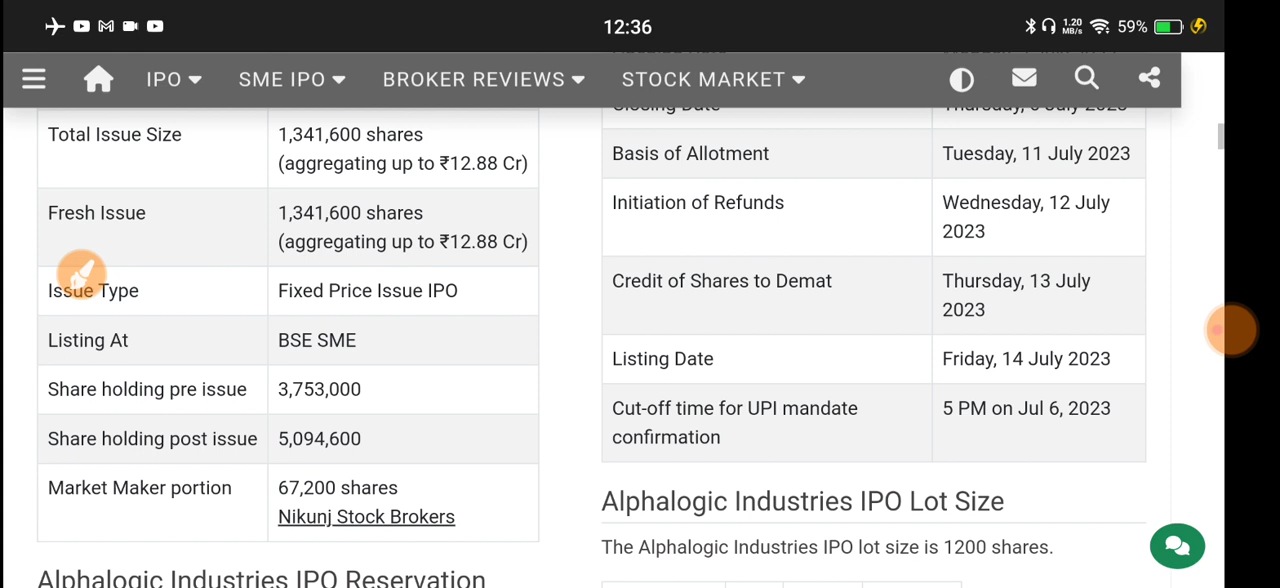 12:36
1.20
MB/s
59%
IPO
SME IPO
BROKER REVIEWS
STOCK MARKET
Total Issue Size
1,341,600 shares
(aggregating up to ₹12.88 Cr)
Fresh Issue
1,341,600 shares
(aggregating up to ₹12.88 Cr)
Issue Type
Fixed Price Issue IPO
Listing At
BSE SME
Share holding pre issue
3,753,000
Share holding post issue
5,094,600
Market Maker portion
67,200 shares
Nikunj Stock Brokers
Alphalogic Industries IPO Reservation
Closing Date
Basis of Allotment
Tuesday, 11 July 2023
Initiation of Refunds
Wednesday, 12 July
2023
Credit of Shares to Demat
Thursday, 13 July
2023
Listing Date
Friday, 14 July 2023
Cut-off time for UPI mandate
confirmation
5 PM on Jul 6, 2023
Alphalogic Industries IPO Lot Size
The Alphalogic Industries IPO lot size is 1200 shares.